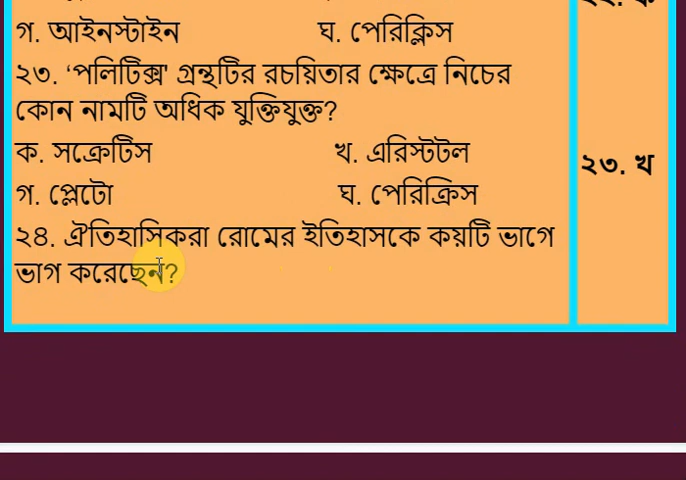 গ. আইনস্টাইন ঘ. পেরিক্লিস
২৩. ‘পলিটিক্স’ গ্রন্থটির রচয়িতার ক্ষেত্রে নিচের
কোন নামটি অধিক যুক্তিযুক্ত?
ক. সক্রেটিস খ. এরিস্টটল
২৩. খ
গ. প্লেটো ঘ. পেরিক্রিস
২৪. ঐতিহাসিকরা রোমের ইতিহাসকে কয়টি ভাগে
ভাগ করেছেন?